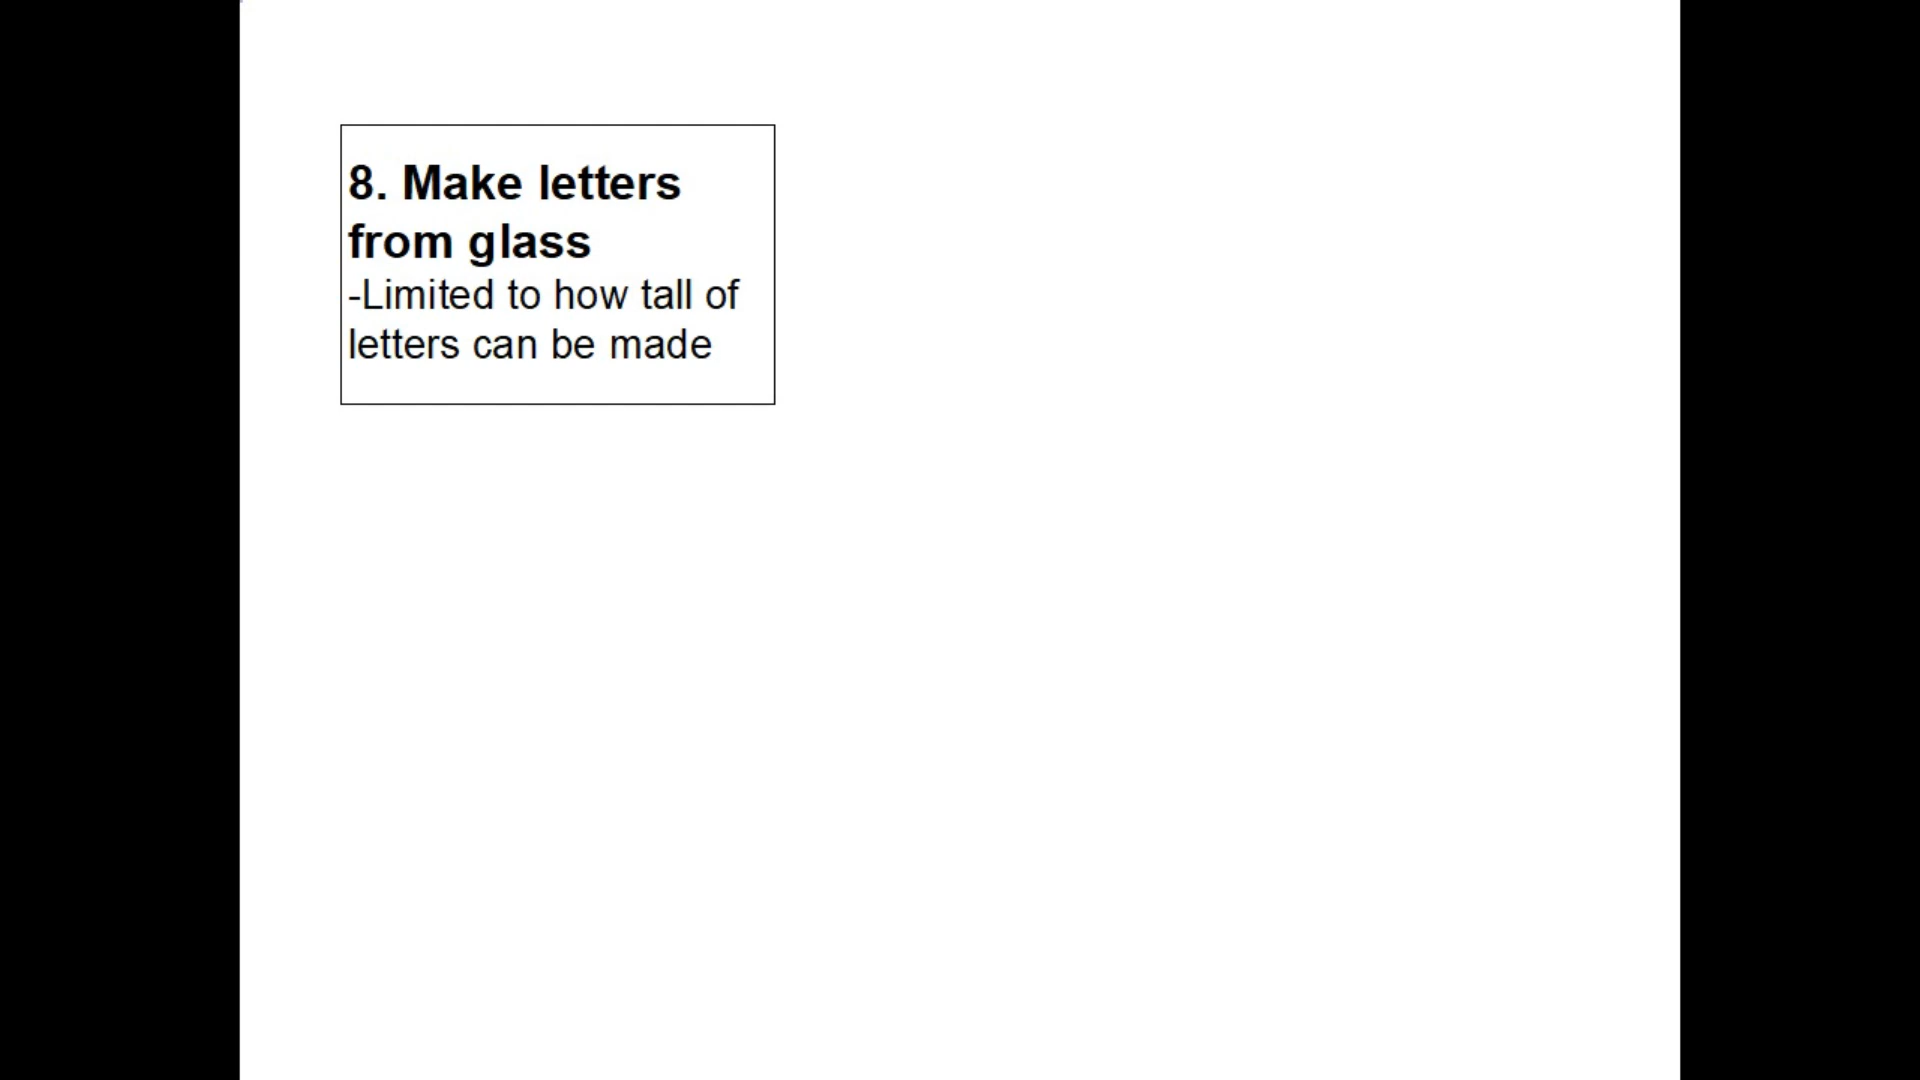 8. Make letters
from glass
-Limited to how tall of
letters can be made